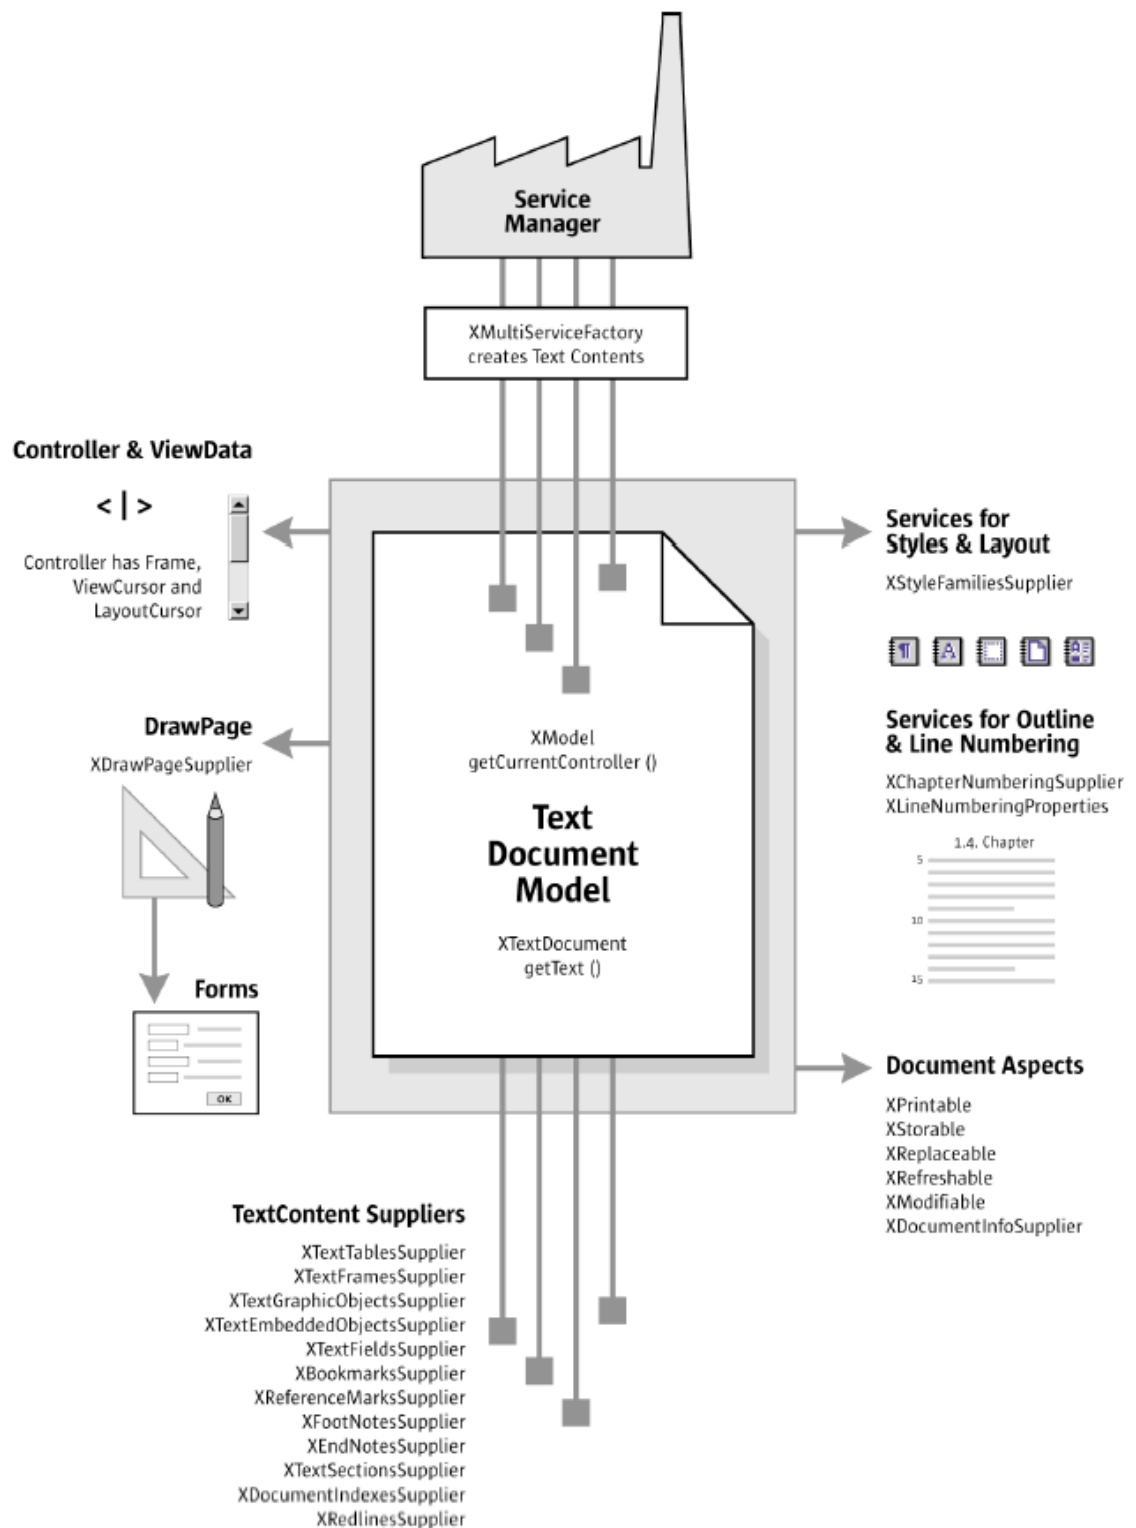 Service
Manager
XMultiServiceFactory
creates Text Contents
Controller & ViewData
< | >
Controller has Frame,
ViewCursor and
LayoutCursor
DrawPage
XDrawPageSupplier
Forms
OK
XModel
getCurrentController ()
Text
Document
Model
XTextDocument
getText ()
Services for
Styles & Layout
XStyleFamiliesSupplier
¶ A
Services for Outline
& Line Numbering
XChapterNumberingSupplier
XLineNumberingProperties
1.4. Chapter
5
10
15
Document Aspects
XPrintable
XStorable
XReplaceable
XRefreshable
XModifiable
XDocumentInfoSupplier
TextContent Suppliers
XTextTablesSupplier
XTextFramesSupplier
XTextGraphicObjectsSupplier
XTextEmbeddedObjectsSupplier
XTextFieldsSupplier
XBookmarksSupplier
XReferenceMarksSupplier
XFootNotesSupplier
XEndNotesSupplier
XTextSectionsSupplier
XDocumentIndexesSupplier
XRedlinesSupplier